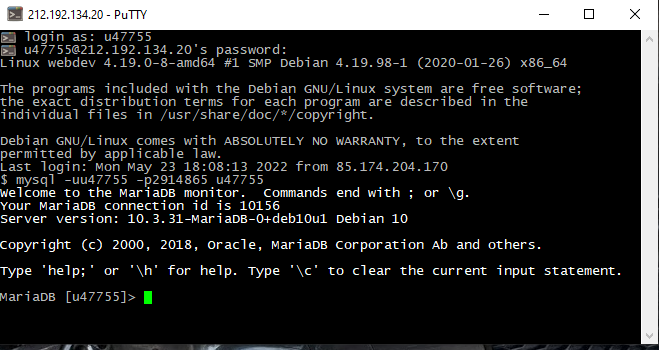 212.192.134.20 - PuTTY
login as: u47755
u47755@212.192.134.20's password:
Linux webdev 4.19.0-8-amd64 #1 SMP Debian 4.19.98-1 (2020-01-26) x86_64
The programs included with the Debian GNU/Linux system are free software;
the exact distribution terms for each program are described in the
individual files in /usr/share/doc/*/copyright.
Debian GNU/Linux comes with ABSOLUTELY NO WARRANTY, to the extent
permitted by applicable law.
Last login: Mon May 23 18:08:13 2022 from 85.174.204.170
$ mysql -uu47755 -p2914865 u47755
Welcome to the MariaDB monitor.  Commands end with ; or \g.
Your MariaDB connection id is 10156
Server version: 10.3.31-MariaDB-0+deb10u1 Debian 10
Copyright (c) 2000, 2018, Oracle, MariaDB Corporation Ab and others.
Type 'help;' or '\h' for help. Type '\c' to clear the current input statement.
MariaDB [u47755]>